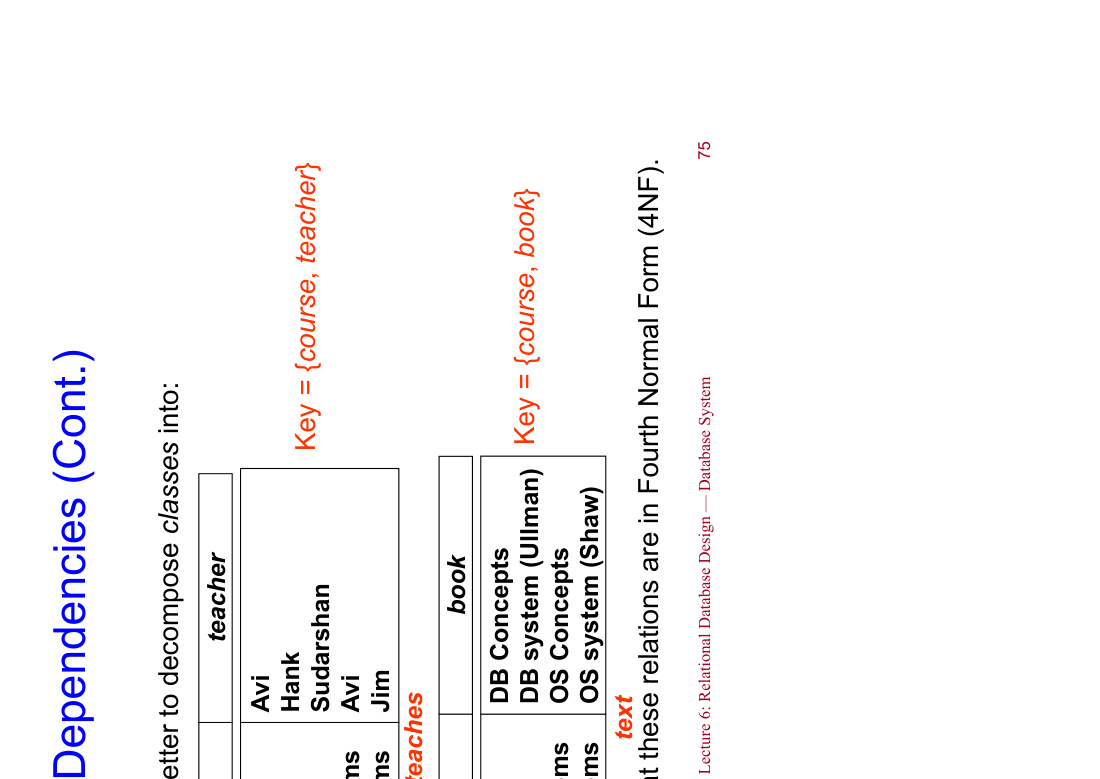 Dependencies (Cont.)
etter to decompose classes into:
teacher
Avi
Hank
Sudarshan
Avi
Jim
Key = {course, teacher}
ms
ms
teaches
book
DB Concepts
DB system (Ullman)
OS Concepts
OS system (Shaw)
Key = {course, book}
ms
ms
text
at these relations are in Fourth Normal Form (4NF).
Lecture 6: Relational Database Design — Database System
75